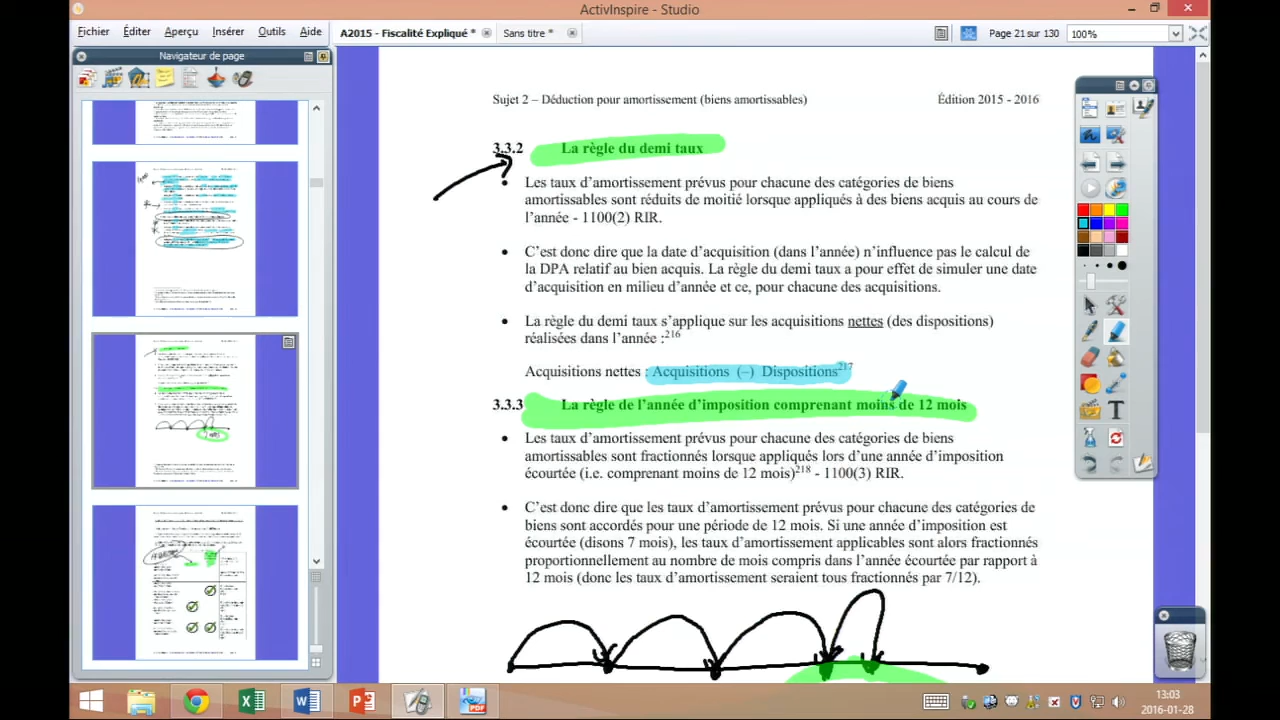 ActivInspire - Studio
Fichier Éditer Aperçu Insérer Outils Aide
A2015 - Fiscalité Expliqué * Sans titre *
Page 21 sur 130 100%
Navigateur de page
Sujet 2 – Déduction pour amortissement (biens amortissables) Édition 2015 - 2016
3.3.2 La règle du demi taux
Les taux d'amortissement prévus pour chacune des catégories de biens
amortissables sont réduits de moitié lorsque appliqués à des biens acquis au cours de
l'année - 1100(2) RIR.
• C'est donc dire que la date d'acquisition (dans l'année) n'influence pas le calcul de
la DPA relatif au bien acquis. La règle du demi taux a pour effet de simuler une date
d'acquisition en milieu d'année et ce, pour chacune des acquisitions.
• La règle du demi taux s'applique sur les acquisitions nettes (des dispositions)
réalisées dans l'année :216
Acquisitions nettes : Acquisitions (–) Dispositions217
3.3.3 La règle de l'année d'imposition comprenant moins de 12 mois
• Les taux d'amortissement prévus pour chacune des catégories de biens
amortissables sont fractionnés lorsque appliqués lors d'une année d'imposition
écourtée (i.e. comprenant moins de 12 mois)218 - 1100(3) RIR.
• C'est donc dire que les taux d'amortissement prévus pour chacune des catégories de
biens sont accordés pour une période de 12 mois. Si une année d'imposition est
écourtée (disons 7 mois), les taux d'amortissement applicables sont alors fractionnés
proportionnellement au nombre de mois compris dans l'année écourtée par rapport à
12 mois (donc les taux d'amortissement seraient tous fractionnés par 7/12).
13:03
2016-01-28